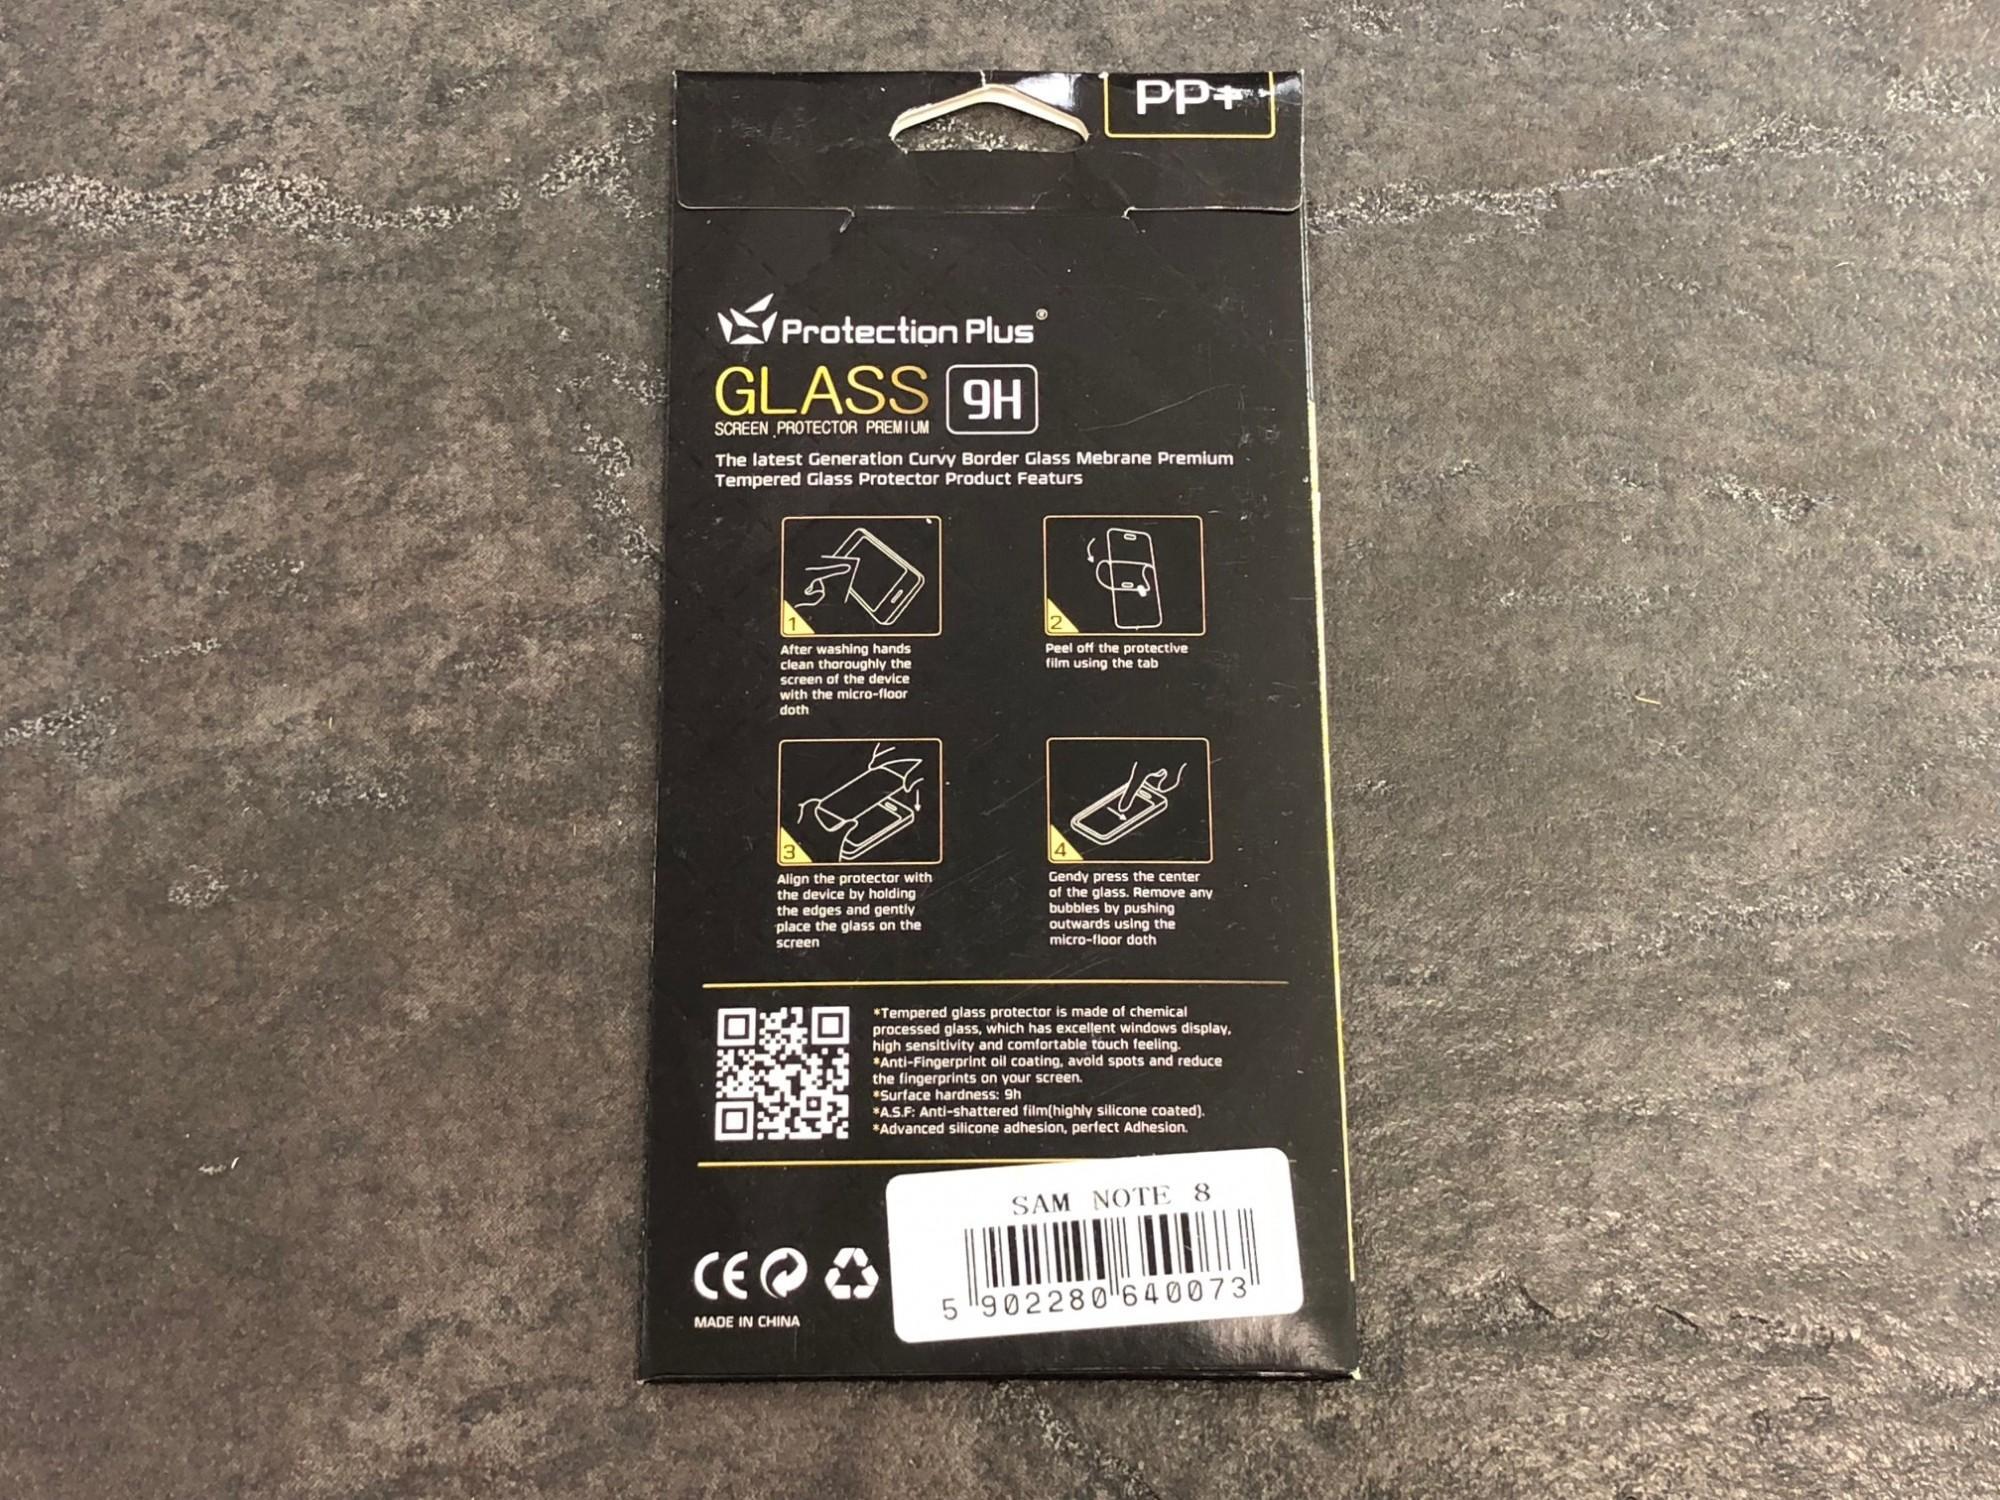 PP+
Protection Plus®
GLASS 9H
SCREEN PROTECTOR PREMIUM
The latest Generation Curvy Border Glass Mebrane Premium
Tempered Glass Protector Product Featurs
1
After washing hands
clean thoroughly the
screen of the device
with the micro-floor
doth
2
Peel off the protective
film using the tab
3
Align the protector with
the device by holding
the edges and gently
place the glass on the
screen
4
Gendy press the center
of the glass. Remove any
bubbles by pushing
outwards using the
micro-floor doth
*Tempered glass protector is made of chemical
processed glass, which has excellent windows display,
high sensitivity and comfortable touch feeling.
*Anti-Fingerprint oil coating, avoid spots and reduce
the fingerprints on your screen.
*Surface hardness: 9h
*A.S.F: Anti-shattered film(highly silicone coated).
*Advanced silicone adhesion, perfect Adhesion.
SAM NOTE 8
5 902280 640073
CE
MADE IN CHINA